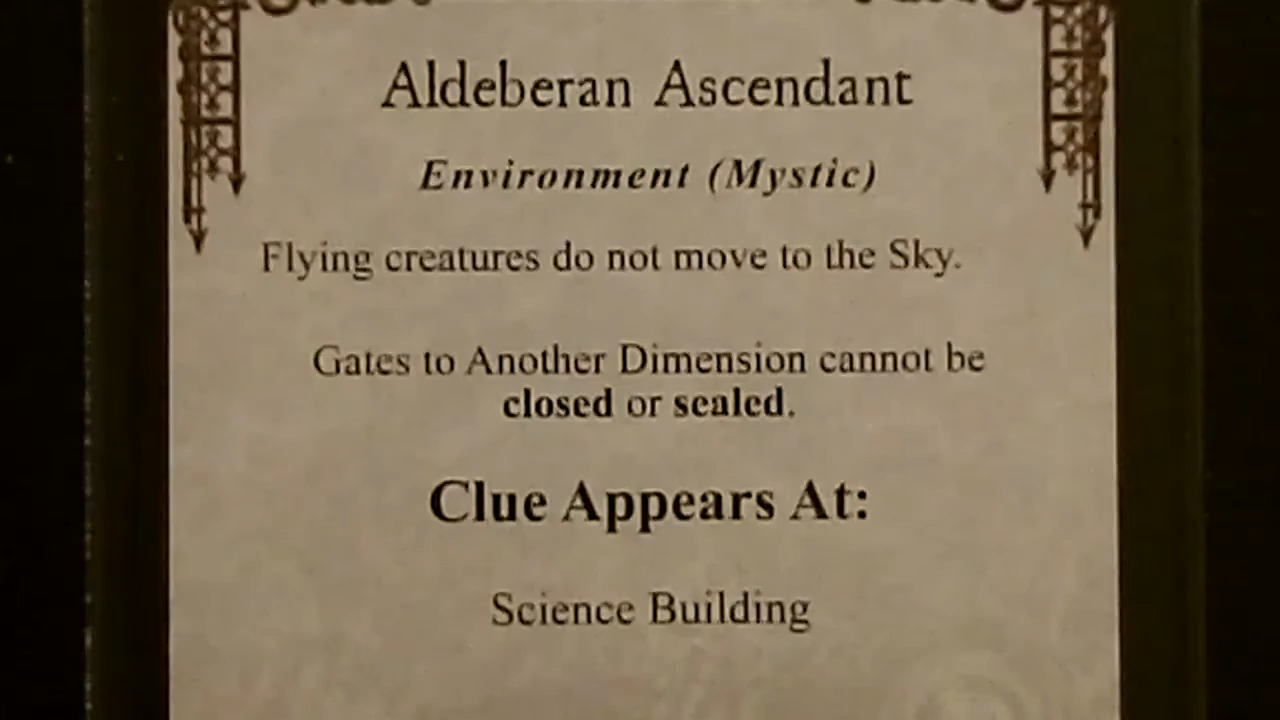 Aldeberan Ascendant
Environment (Mystic)
Flying creatures do not move to the Sky.
Gates to Another Dimension cannot be
closed or sealed.
Clue Appears At:
Science Building